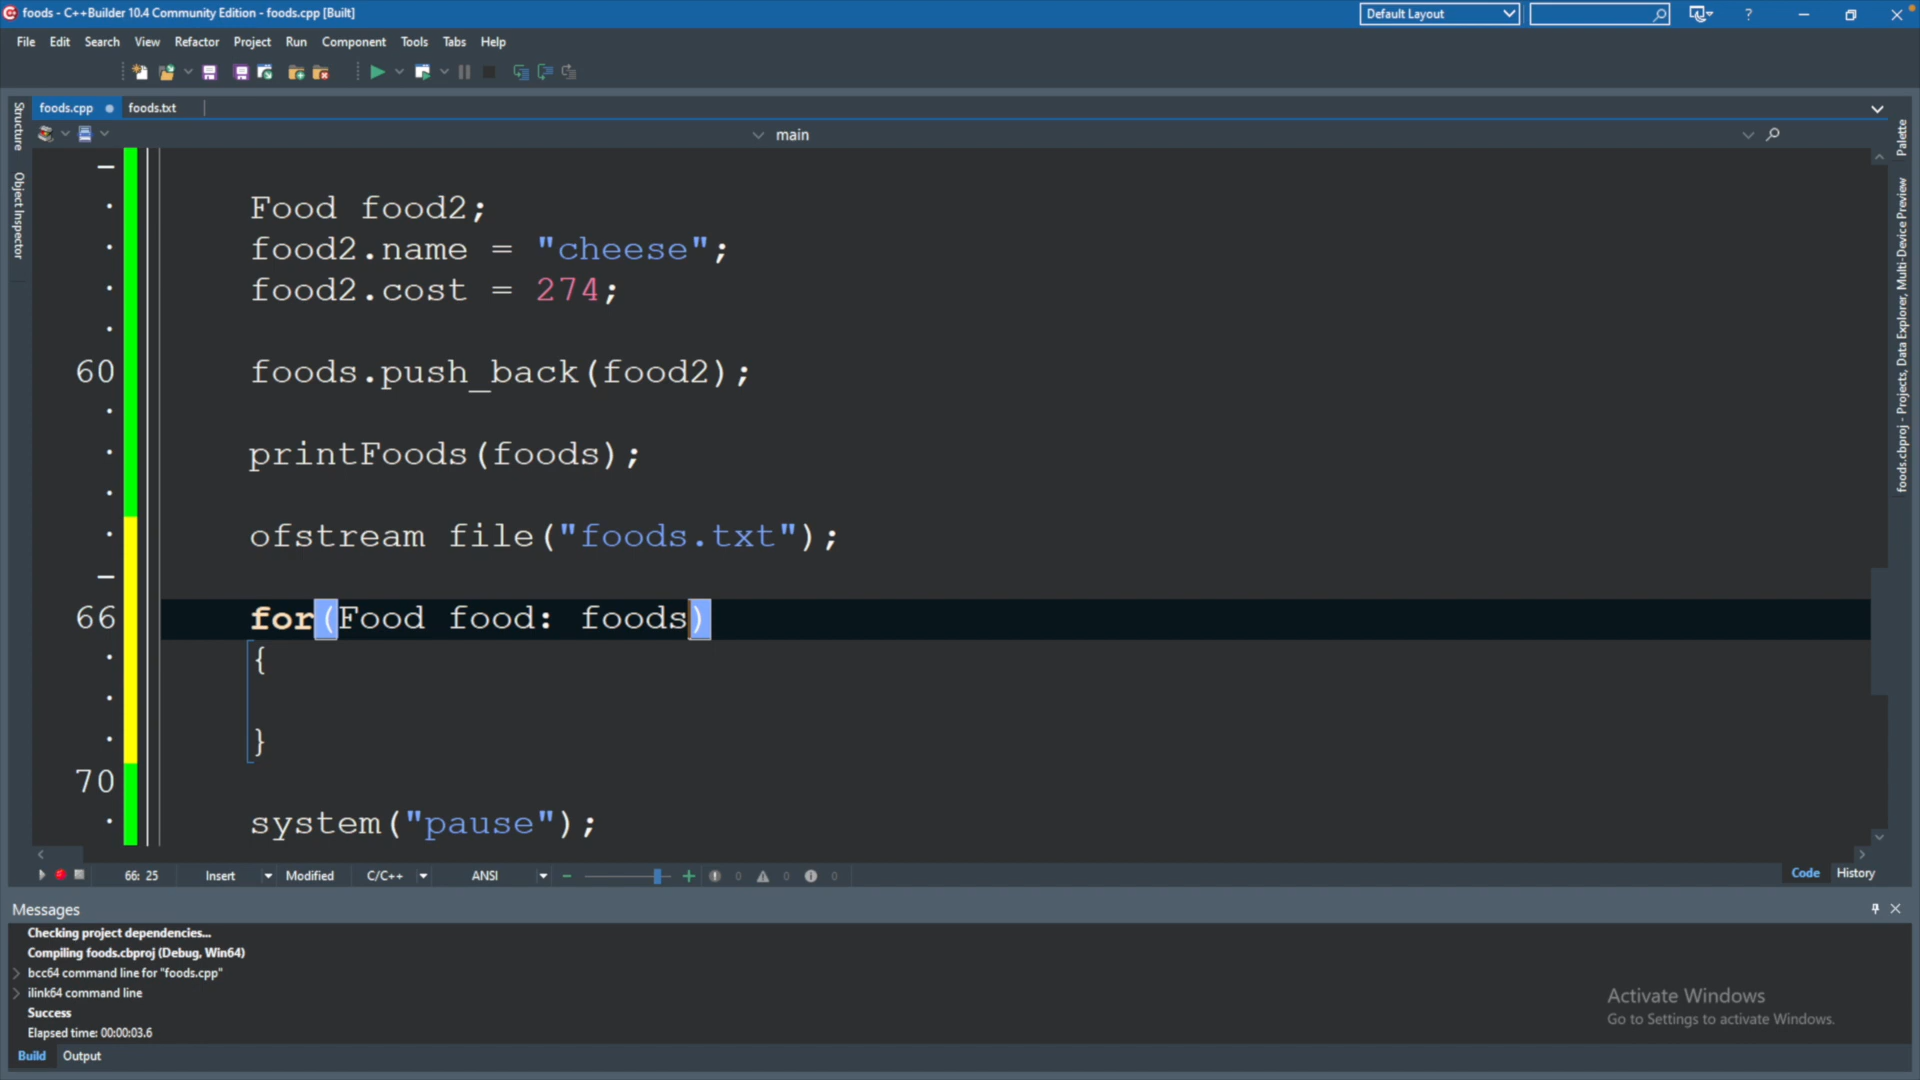 foods - C++Builder 10.4 Community Edition - foods.cpp [Built]
Default Layout
?
File Edit Search View Refactor Project Run Component Tools Tabs Help
foods.cpp foods.txt
main
Structure
Object Inspector
Palette
foods.cbproj - Projects, Data Explorer, Multi-Device Preview
Food food2;
food2.name = "cheese";
food2.cost = 274;
60 foods.push_back(food2);
printFoods(foods);
ofstream file("foods.txt");
66 for(Food food: foods)
{
}
70
system("pause");
66: 25 Insert Modified C/C++ ANSI 0 0 0
Code History
Messages
Checking project dependencies...
Compiling foods.cbproj (Debug, Win64)
bcc64 command line for "foods.cpp"
ilink64 command line
Success
Elapsed time: 00:00:03.6
Build Output
Activate Windows
Go to Settings to activate Windows.